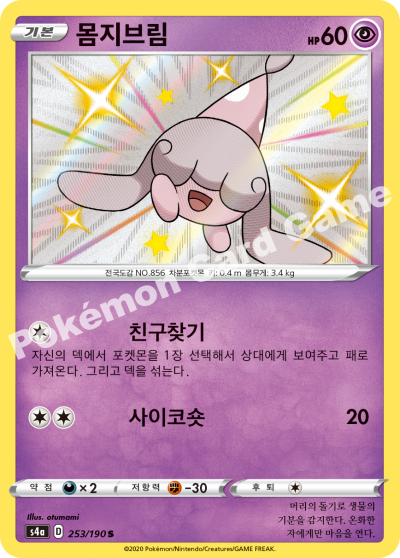 기본 몸지브림 HP60
전국도감 NO.856 차분포켓몬 키: 0.4 m 몸무게: 3.4 kg
친구찾기
자신의 덱에서 포켓몬을 1장 선택해서 상대에게 보여주고 패로
가져온다. 그리고 덱을 섞는다.
사이코숏 20
약점 ×2 저항력 -30 후퇴
Illus. otumami
s4a D 253/190 S
머리의 돌기로 생물의
기분을 감지한다. 온화한
자에게만 마음을 연다.
©2020 Pokémon/Nintendo/Creatures/GAME FREAK.
Pokémon Card Game